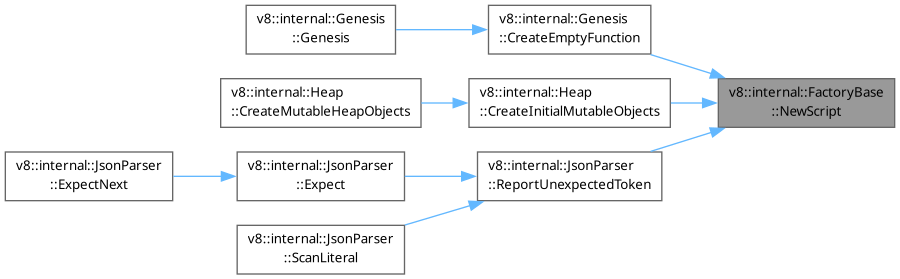 v8::internal::Genesis
::Genesis
v8::internal::Genesis
::CreateEmptyFunction
v8::internal::FactoryBase
::NewScript
v8::internal::Heap
::CreateMutableHeapObjects
v8::internal::Heap
::CreateInitialMutableObjects
v8::internal::JsonParser
::ExpectNext
v8::internal::JsonParser
::Expect
v8::internal::JsonParser
::ReportUnexpectedToken
v8::internal::JsonParser
::ScanLiteral